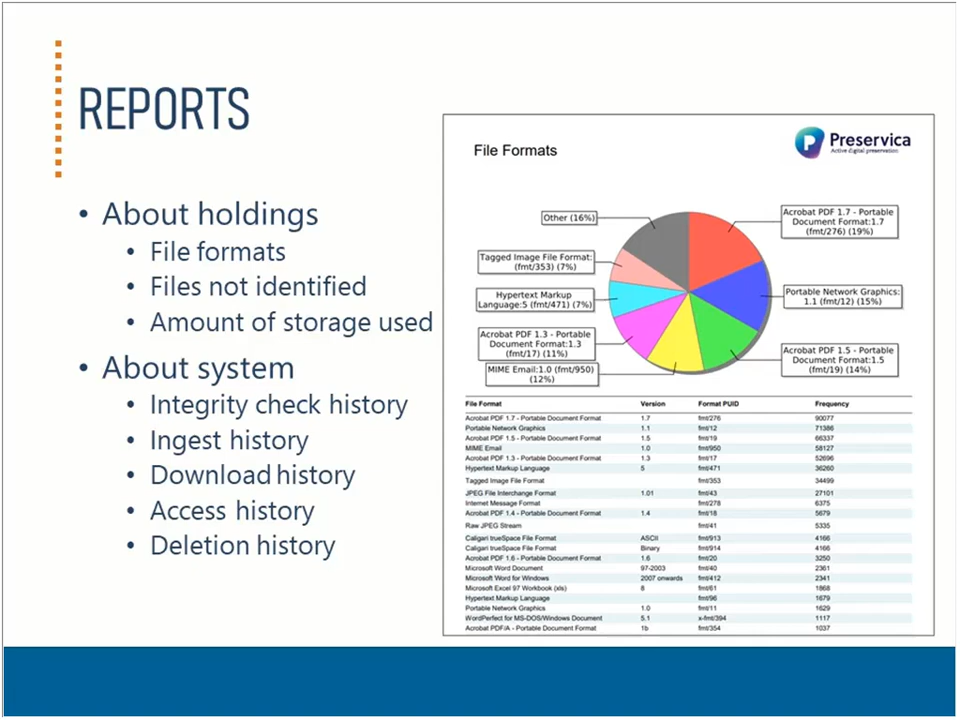 REPORTS
• About holdings
• File formats
• Files not identified
• Amount of storage used
• About system
• Integrity check history
• Ingest history
• Download history
• Access history
• Deletion history
File Formats
Preservica
Active digital preservation
Other (16%)
Acrobat PDF 1.7 - Portable
Document Format:1.7
(fmt/276) (19%)
Tagged Image File Format:
(fmt/353) (7%)
Portable Network Graphics:
1.1 (fmt/12) (15%)
Hypertext Markup
Language:5 (fmt/471) (7%)
Acrobat PDF 1.3 - Portable
Document Format:1.3
(fmt/17) (11%)
Acrobat PDF 1.5 - Portable
Document Format:1.5
(fmt/19) (14%)
MIME Email:1.0 (fmt/950)
(12%)
File Format Version Format PUID Frequency
Acrobat PDF 1.7 - Portable Document Format 1.7 fmt/276 90077
Portable Network Graphics 1.1 fmt/12 71386
Acrobat PDF 1.5 - Portable Document Format 1.5 fmt/19 66337
MIME Email 1.0 fmt/950 58127
Acrobat PDF 1.3 - Portable Document Format 1.3 fmt/17 52696
Hypertext Markup Language 5 fmt/471 36260
Tagged Image File Format fmt/353 34499
JPEG File Interchange Format 1.01 fmt/43 27101
Internet Message Format fmt/278 6375
Acrobat PDF 1.4 - Portable Document Format 1.4 fmt/18 5679
Raw JPEG Stream fmt/41 5335
Caligari trueSpace File Format ASCII fmt/913 4166
Caligari trueSpace File Format Binary fmt/914 4166
Acrobat PDF 1.6 - Portable Document Format 1.6 fmt/20 3250
Microsoft Word Document 97-2003 fmt/40 2361
Microsoft Word for Windows 2007 onwards fmt/412 2341
Microsoft Excel 97 Workbook (xls) 8 fmt/61 1868
Hypertext Markup Language fmt/96 1679
Portable Network Graphics 1.0 fmt/11 1629
WordPerfect for MS-DOS/Windows Document 5.1 x-fmt/394 1117
Acrobat PDF/A - Portable Document Format 1b fmt/354 1037